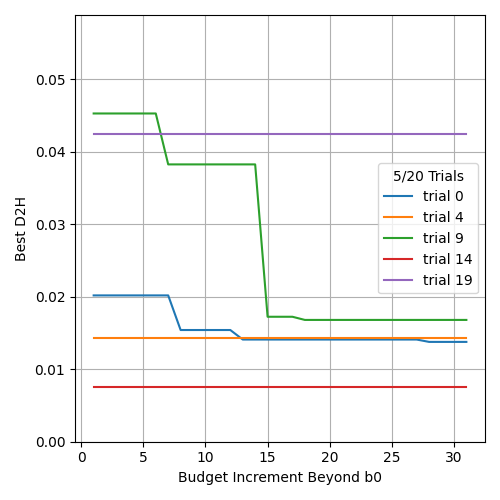 0.05
0.04
0.03
0.02
0.01
0.00
Best D2H
5/20 Trials
trial 0
trial 4
trial 9
trial 14
trial 19
0 5 10 15 20 25 30
Budget Increment Beyond b0